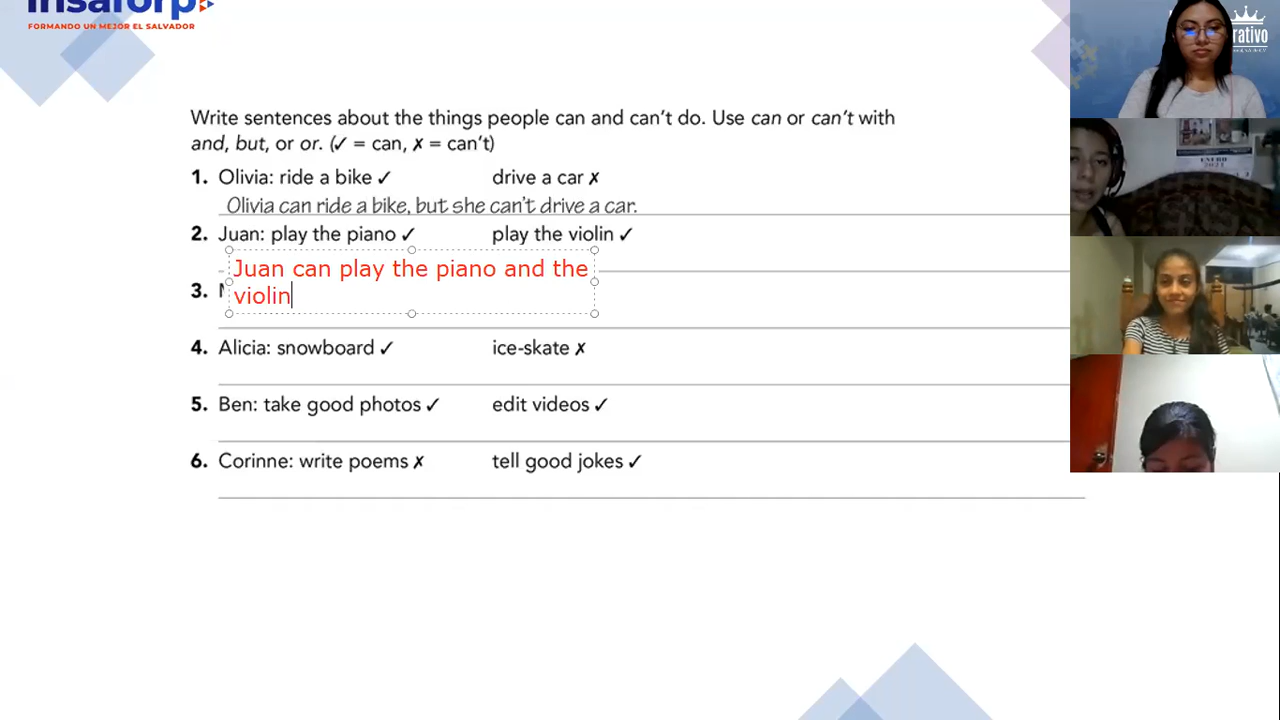 insaforp
FORMANDO UN MEJOR EL SALVADOR
rativo
Write sentences about the things people can and can't do. Use can or can't with
and, but, or or. (✓ = can, ✗ = can't)
1. Olivia: ride a bike ✓ drive a car ✗
Olivia can ride a bike, but she can't drive a car.
2. Juan: play the piano ✓ play the violin ✓
Juan can play the piano and the
violin
3.
4. Alicia: snowboard ✓ ice-skate ✗
5. Ben: take good photos ✓ edit videos ✓
6. Corinne: write poems ✗ tell good jokes ✓
ENERO